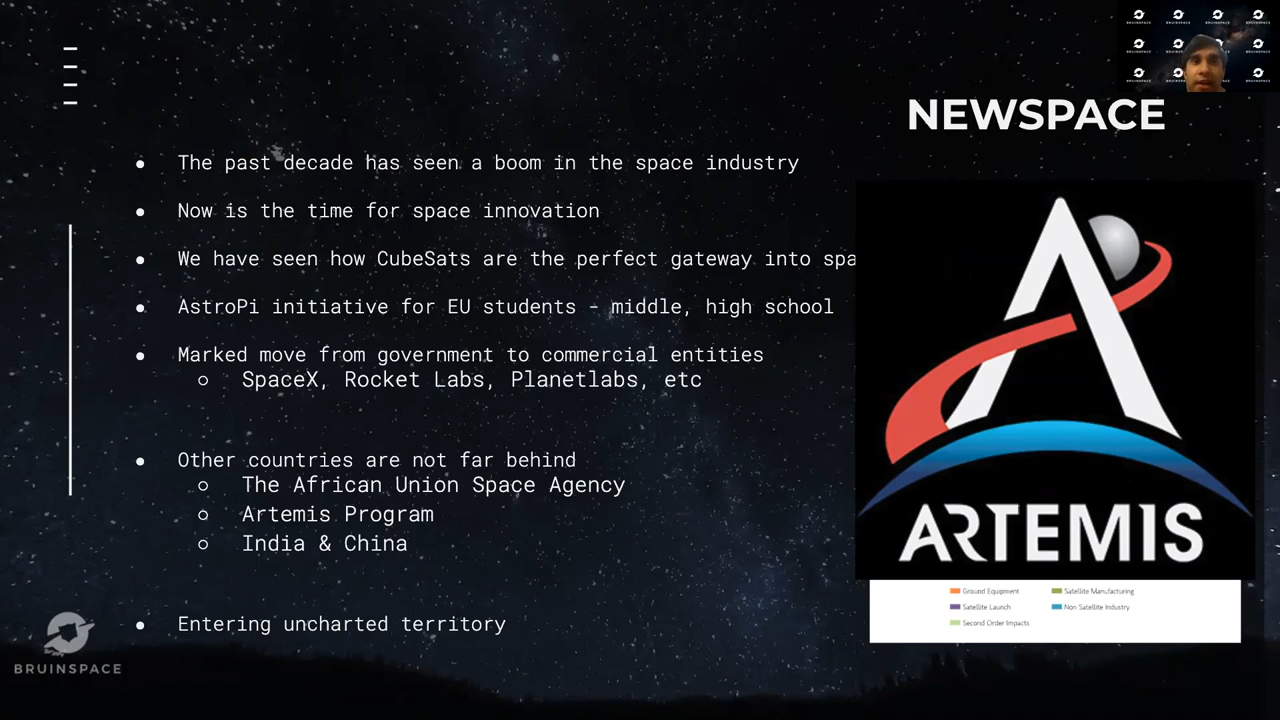 NEWSPACE
The past decade has seen a boom in the space industry
Now is the time for space innovation
We have seen how CubeSats are the perfect gateway into spa
AstroPi initiative for EU students - middle, high school
Marked move from government to commercial entities
SpaceX, Rocket Labs, Planetlabs, etc
Other countries are not far behind
The African Union Space Agency
Artemis Program
India & China
Entering uncharted territory
ARTEMIS
Ground Equipment
Satellite Manufacturing
Satellite Launch
Non Satellite Industry
Second Order Impacts
BRUINSPACE